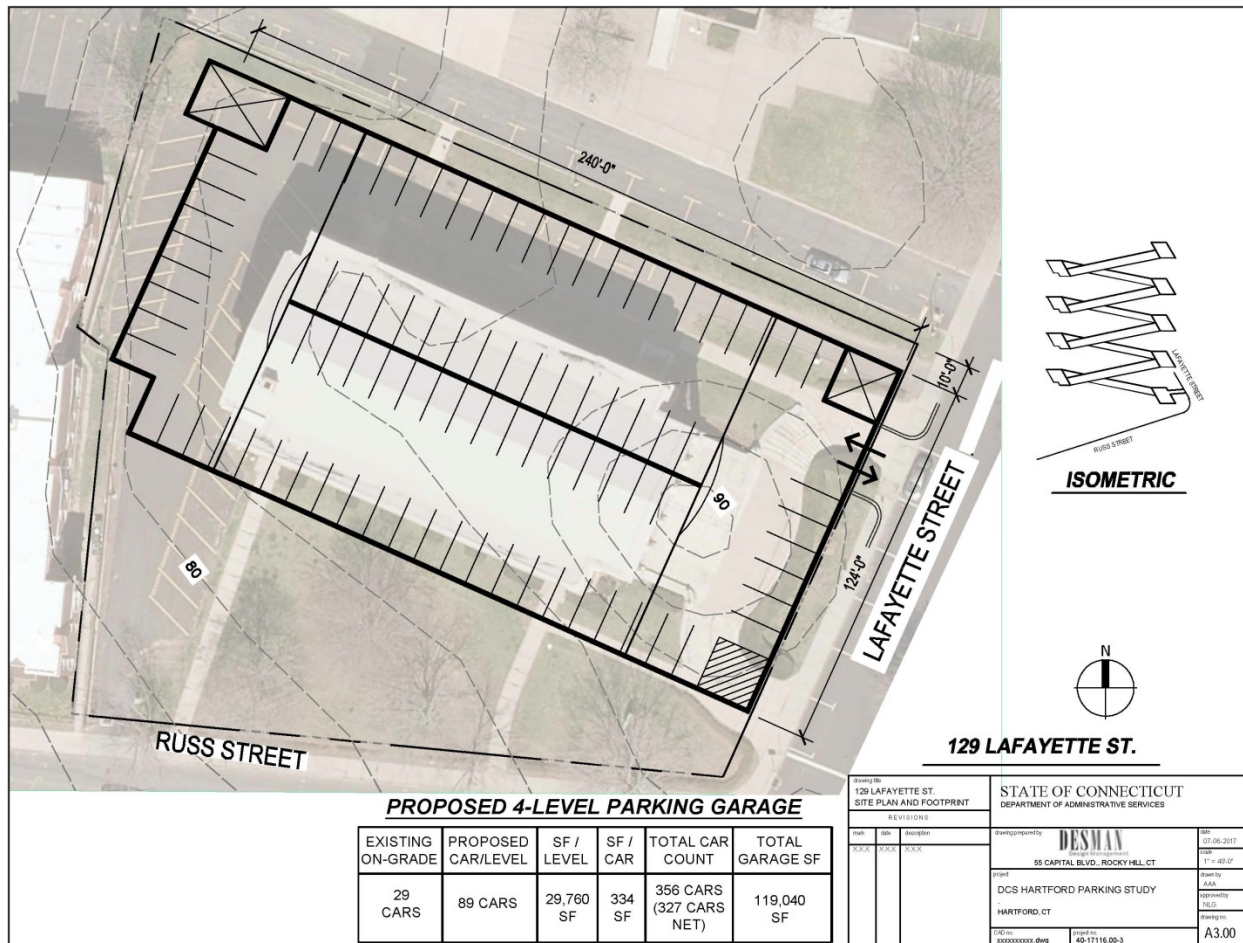 240'-0"
10'-0"
124'-0"
90
80
LAFAYETTE STREET
RUSS STREET
LAFAYETTE STREET
RUSS STREET
ISOMETRIC
N
129 LAFAYETTE ST.
PROPOSED 4-LEVEL PARKING GARAGE
EXISTING ON-GRADE
PROPOSED CAR/LEVEL
SF / LEVEL
SF / CAR
TOTAL CAR COUNT
TOTAL GARAGE SF
29 CARS
89 CARS
29,760 SF
334 SF
356 CARS (327 CARS NET)
119,040 SF
drawing title
129 LAFAYETTE ST.
SITE PLAN AND FOOTPRINT
REVISIONS
mark date description
XXX XXX XXX
STATE OF CONNECTICUT
DEPARTMENT OF ADMINISTRATIVE SERVICES
drawing prepared by
DESMAN
Design Management
55 CAPITAL BLVD., ROCKY HILL, CT
date
07-06-2017
scale
1" = 40'-0"
project
DCS HARTFORD PARKING STUDY
-
HARTFORD, CT
drawn by
AAA
approved by
NLG
CAD no.
xxxxxxxxxx.dwg
project no.
40-17116.00-3
drawing no.
A3.00